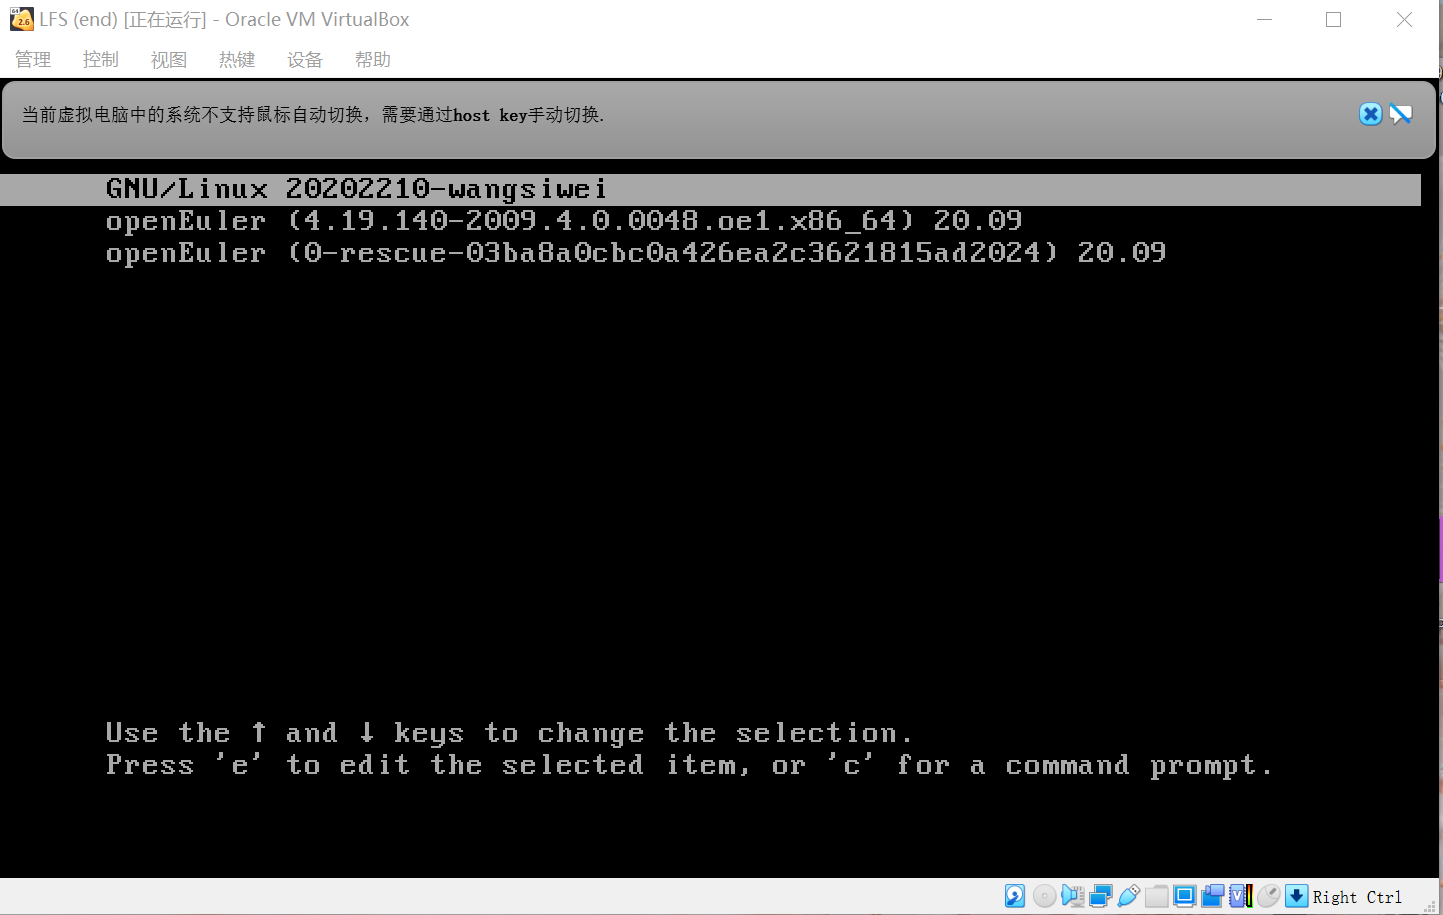 LFS (end) [正在运行] - Oracle VM VirtualBox
管理 控制 视图 热键 设备 帮助
当前虚拟电脑中的系统不支持鼠标自动切换，需要通过host key手动切换.
GNU/Linux 20202210-wangsiwei
openEuler (4.19.140-2009.4.0.0048.oe1.x86_64) 20.09
openEuler (0-rescue-03ba8a0cbc0a426ea2c3621815ad2024) 20.09
Use the ↑ and ↓ keys to change the selection.
Press 'e' to edit the selected item, or 'c' for a command prompt.
Right Ctrl